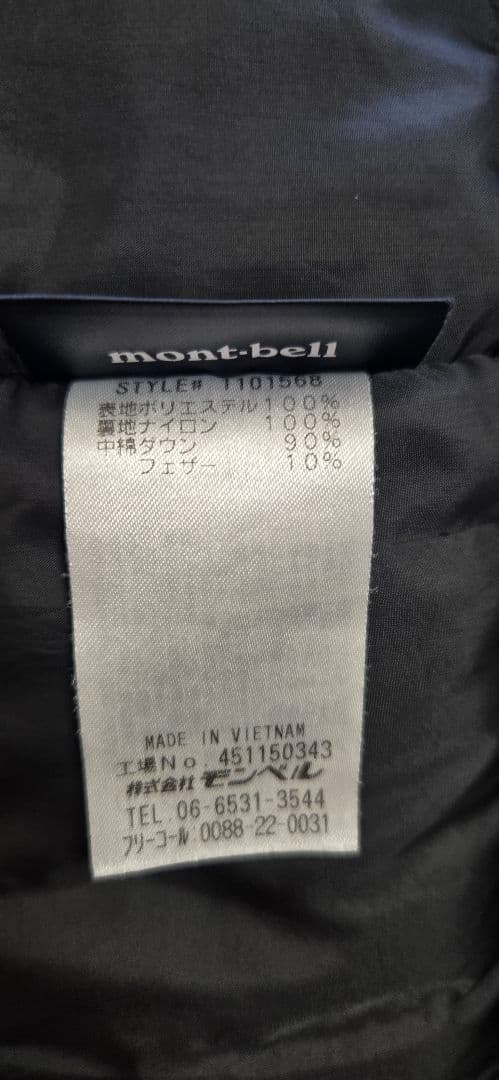 mont-bell
STYLE# 1101568
表地ポリエステル100%
裏地ナイロン 100%
中綿ダウン 90%
フェザー 10%
MADE IN VIETNAM
工場No. 451150343
株式会社モンベル
TEL.06-6531-3544
フリーコール 0088-22-0031